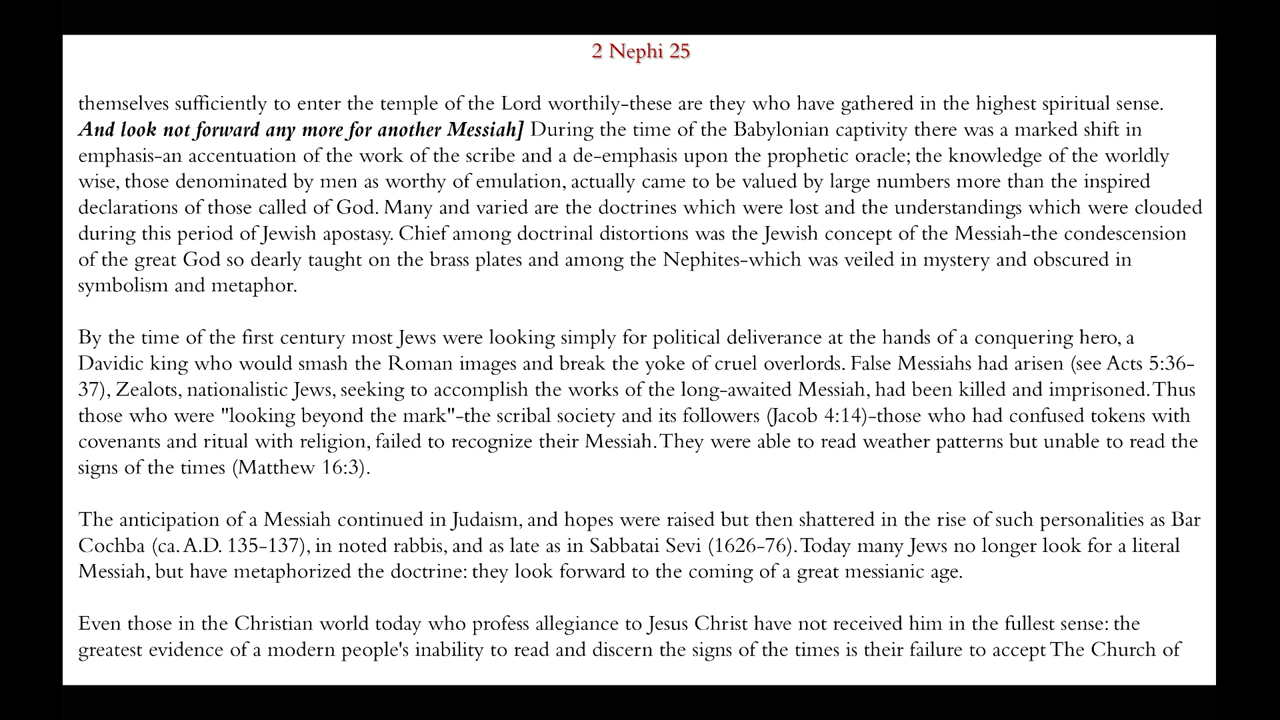 2 Nephi 25
themselves sufficiently to enter the temple of the Lord worthily-these are they who have gathered in the highest spiritual sense.
And look not forward any more for another Messiah] During the time of the Babylonian captivity there was a marked shift in
emphasis-an accentuation of the work of the scribe and a de-emphasis upon the prophetic oracle; the knowledge of the worldly
wise, those denominated by men as worthy of emulation, actually came to be valued by large numbers more than the inspired
declarations of those called of God. Many and varied are the doctrines which were lost and the understandings which were clouded
during this period of Jewish apostasy. Chief among doctrinal distortions was the Jewish concept of the Messiah-the condescension
of the great God so dearly taught on the brass plates and among the Nephites-which was veiled in mystery and obscured in
symbolism and metaphor.
By the time of the first century most Jews were looking simply for political deliverance at the hands of a conquering hero, a
Davidic king who would smash the Roman images and break the yoke of cruel overlords. False Messiahs had arisen (see Acts 5:36-
37), Zealots, nationalistic Jews, seeking to accomplish the works of the long-awaited Messiah, had been killed and imprisoned. Thus
those who were "looking beyond the mark"-the scribal society and its followers (Jacob 4:14)-those who had confused tokens with
covenants and ritual with religion, failed to recognize their Messiah. They were able to read weather patterns but unable to read the
signs of the times (Matthew 16:3).
The anticipation of a Messiah continued in Judaism, and hopes were raised but then shattered in the rise of such personalities as Bar
Cochba (ca. A.D. 135-137), in noted rabbis, and as late as in Sabbatai Sevi (1626-76). Today many Jews no longer look for a literal
Messiah, but have metaphorized the doctrine: they look forward to the coming of a great messianic age.
Even those in the Christian world today who profess allegiance to Jesus Christ have not received him in the fullest sense: the
greatest evidence of a modern people's inability to read and discern the signs of the times is their failure to accept The Church of